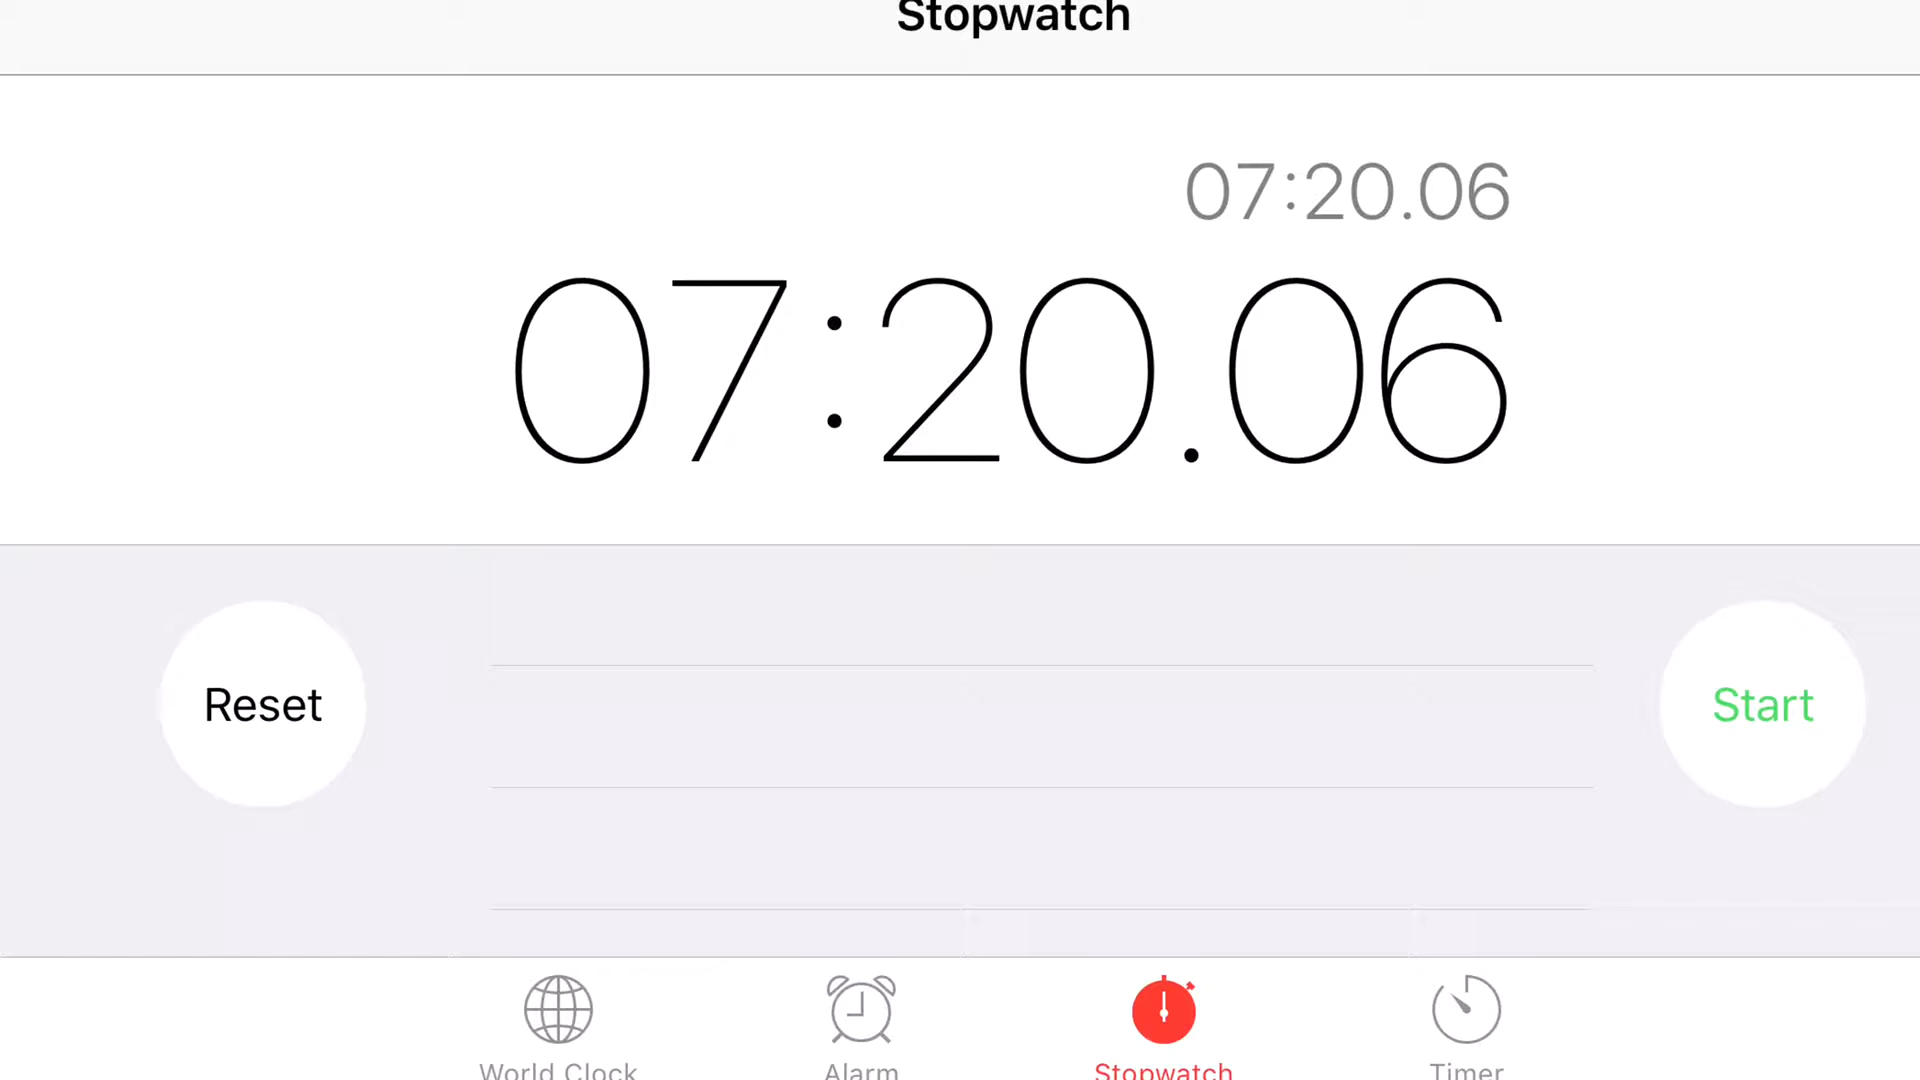 Stopwatch
07:20.06
07:20.06
Reset
Start
World Clock
Alarm
Stopwatch
Timer